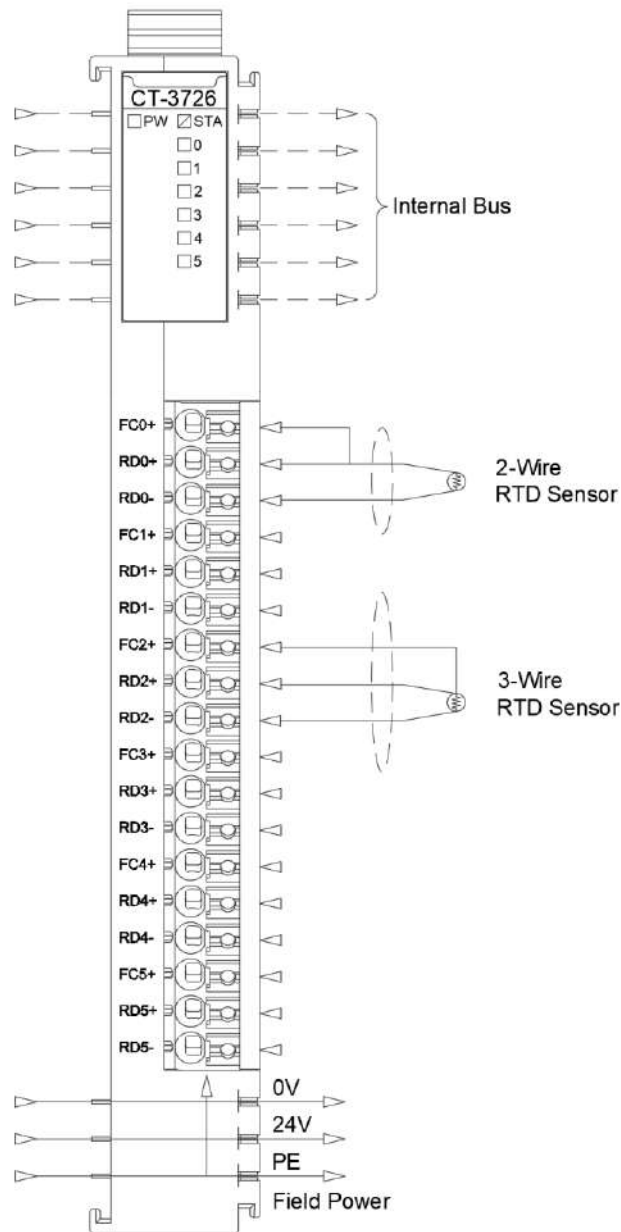 CT-3726
PW STA
0
1
2
3
4
5
Internal Bus
FC0+
RD0+
RD0-
FC1+
RD1+
RD1-
FC2+
RD2+
RD2-
FC3+
RD3+
RD3-
FC4+
RD4+
RD4-
FC5+
RD5+
RD5-
2-Wire
RTD Sensor
3-Wire
RTD Sensor
0V
24V
PE
Field Power